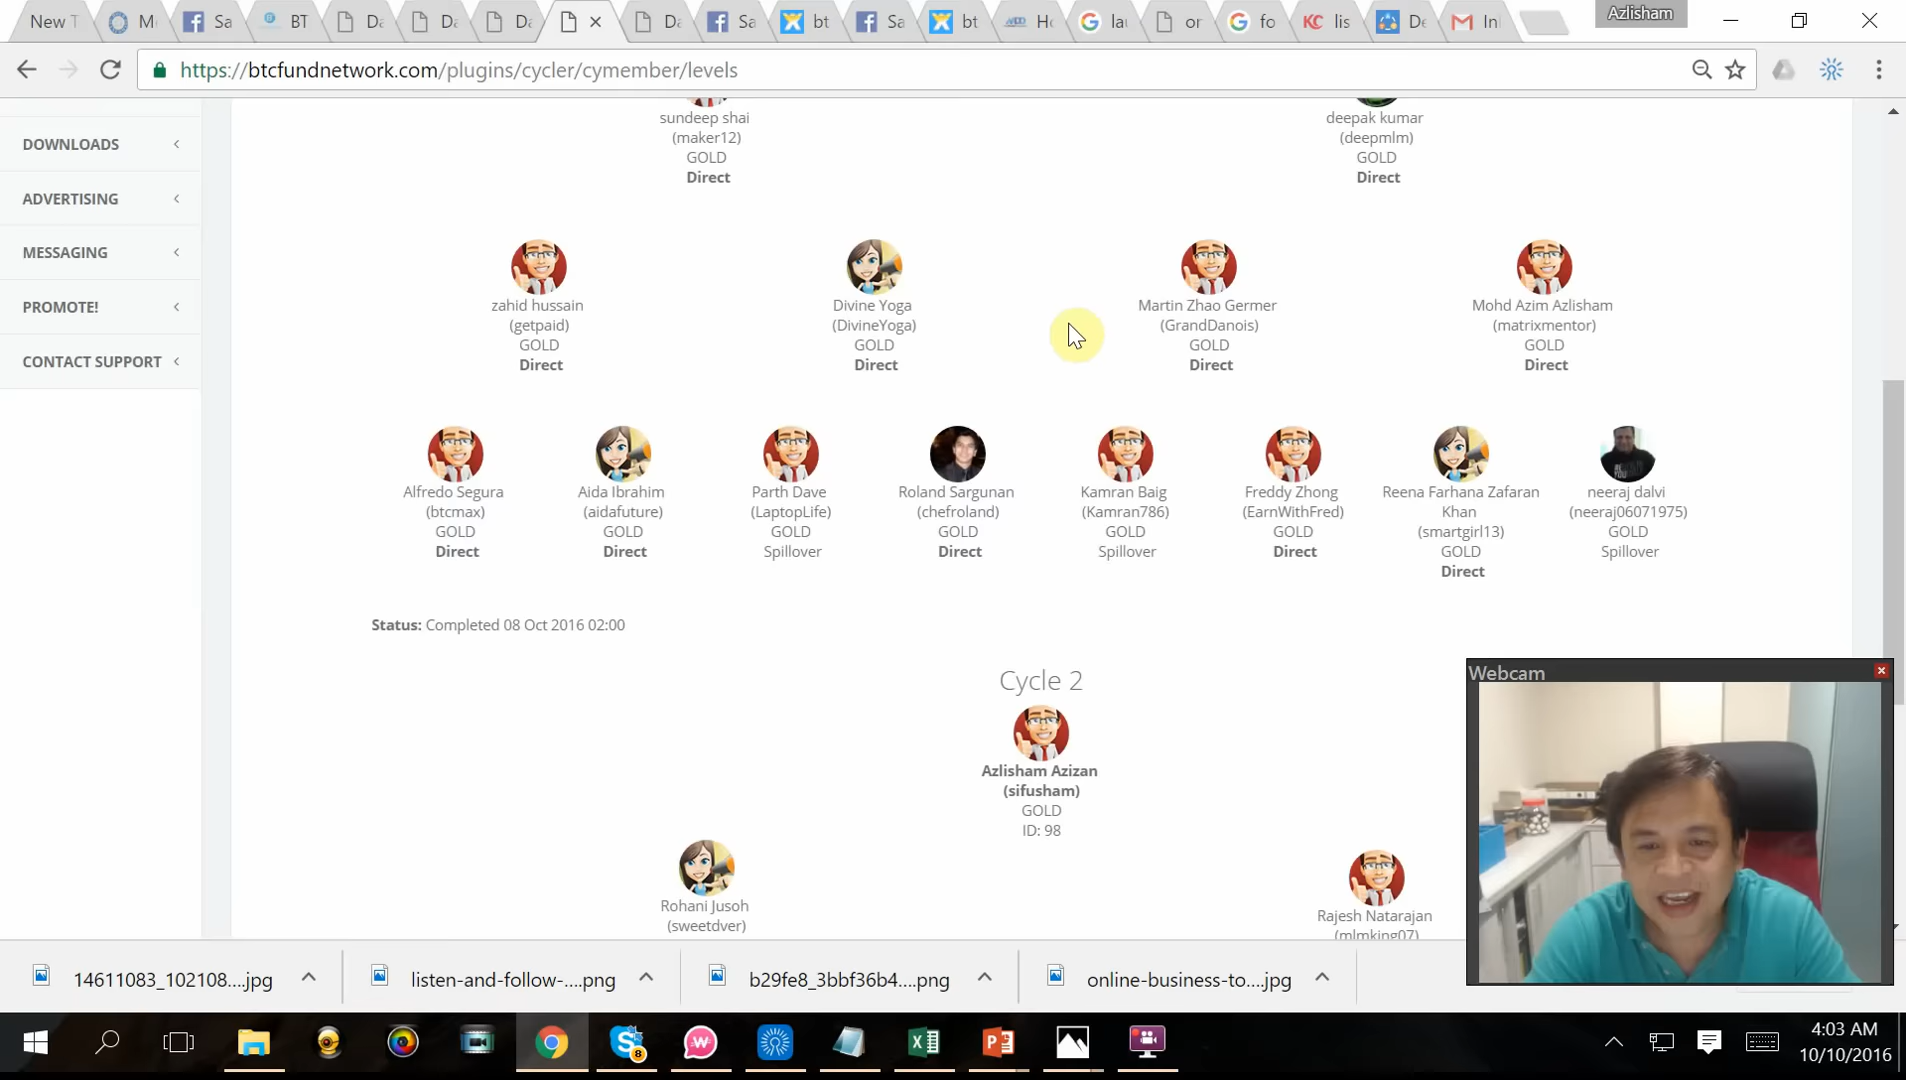 New T
M
Sa
BT
Da
Da
Da
Da
Sa
bt
Sa
bt
Ho
lau
or
fo
KC lis
De
In
Azlisham
https://btcfundnetwork.com/plugins/cycler/cymember/levels
DOWNLOADS
ADVERTISING
MESSAGING
PROMOTE!
CONTACT SUPPORT
sundeep shai
(maker12)
GOLD
Direct
deepak kumar
(deepmlm)
GOLD
Direct
zahid hussain
(getpaid)
GOLD
Direct
Divine Yoga
(DivineYoga)
GOLD
Direct
Martin Zhao Germer
(GrandDanois)
GOLD
Direct
Mohd Azim Azlisham
(matrixmentor)
GOLD
Direct
Alfredo Segura
(btcmax)
GOLD
Direct
Aida Ibrahim
(aidafuture)
GOLD
Direct
Parth Dave
(LaptopLife)
GOLD
Spillover
Roland Sargunan
(chefroland)
GOLD
Direct
Kamran Baig
(Kamran786)
GOLD
Spillover
Freddy Zhong
(EarnWithFred)
GOLD
Direct
Reena Farhana Zafaran
Khan
(smartgirl13)
GOLD
Direct
neeraj dalvi
(neeraj06071975)
GOLD
Spillover
Status: Completed 08 Oct 2016 02:00
Cycle 2
Azlisham Azizan
(sifusham)
GOLD
ID: 98
Rohani Jusoh
(sweetdver)
Rajesh Natarajan
(mlmking07)
Webcam
14611083_102108....jpg
listen-and-follow-....png
b29fe8_3bbf36b4....png
online-business-to....jpg
8
4:03 AM
10/10/2016